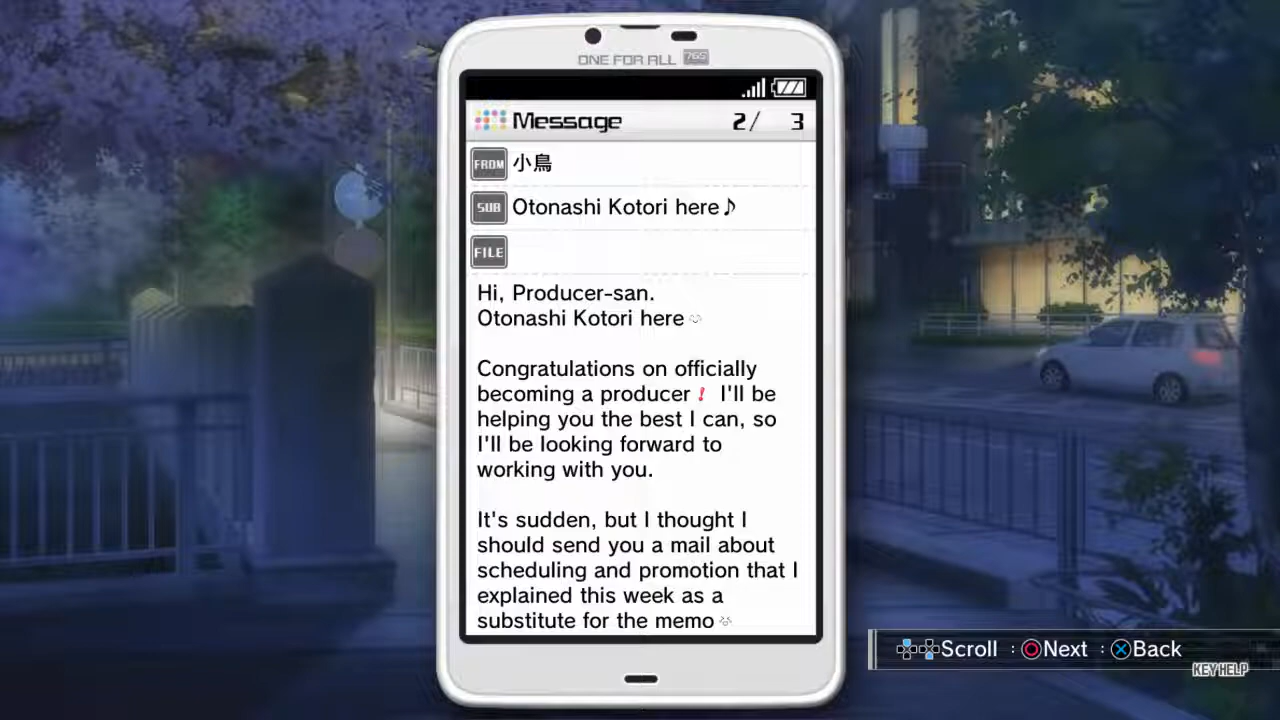 ONE FOR ALL 765
Message 2/ 3
FROM 小鳥
SUB Otonashi Kotori here♪
FILE
Hi, Producer-san.
Otonashi Kotori here
Congratulations on officially
becoming a producer! I'll be
helping you the best I can, so
I'll be looking forward to
working with you.
It's sudden, but I thought I
should send you a mail about
scheduling and promotion that I
explained this week as a
substitute for the memo
Scroll : Next : Back
KEY HELP